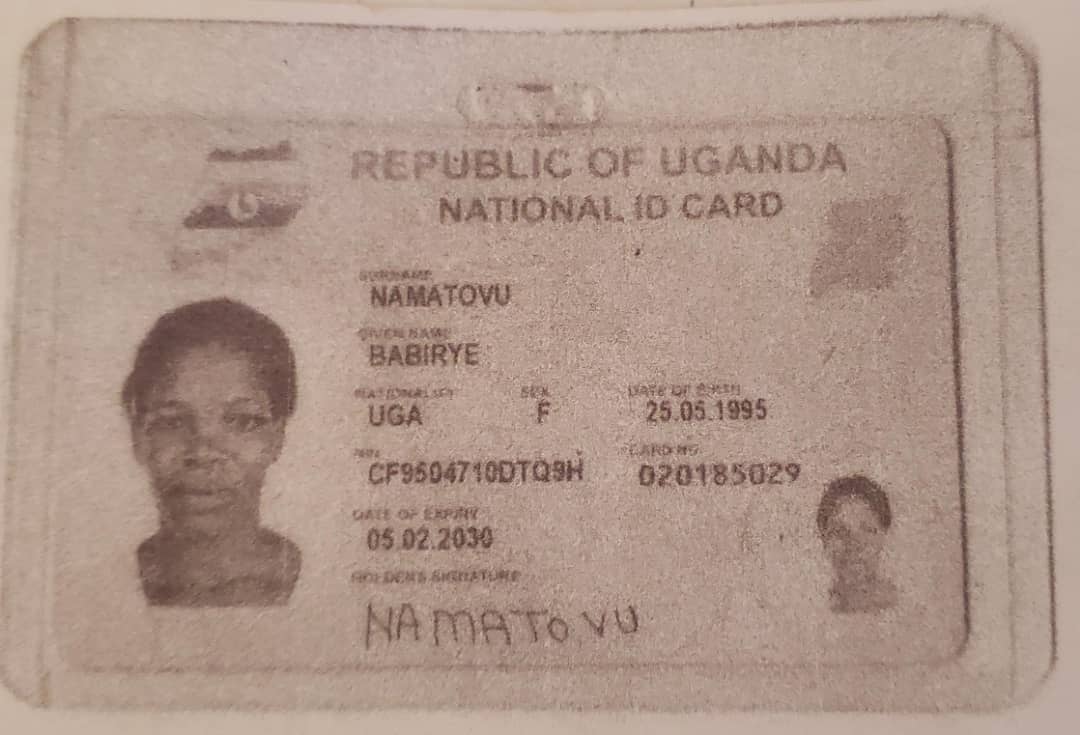 REPUBLIC OF UGANDA
NATIONAL ID CARD
SURNAME
NAMATOVU
GIVEN NAME
BABIRYE
NATIONALITY SEX DATE OF BIRTH
UGA F 25.05.1995
NIN CARD NO.
CF9504710DTQ9H 020185029
DATE OF EXPIRY
05.02.2030
HOLDER'S SIGNATURE
NAMATOVU